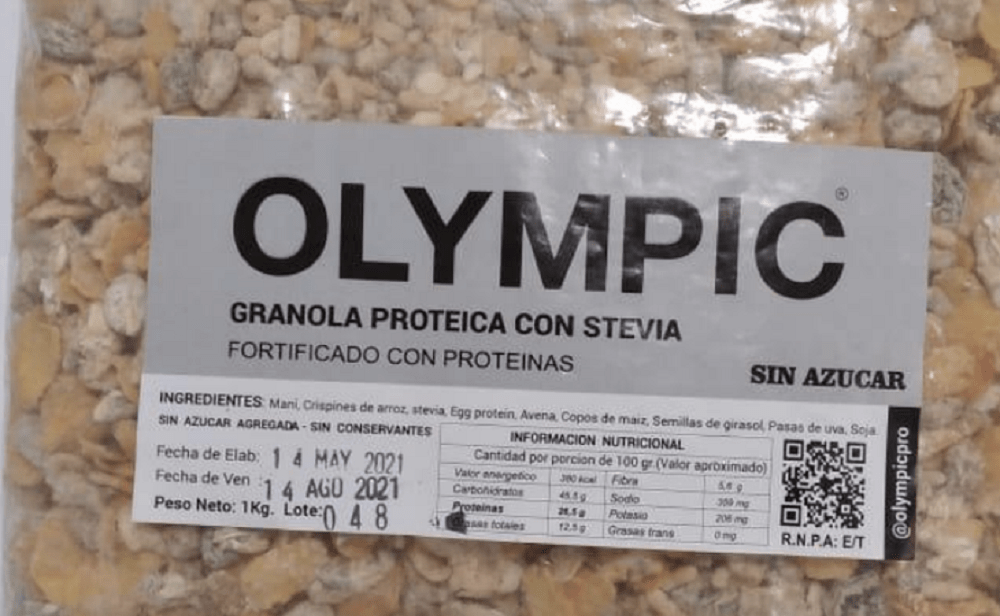 OLYMPIC®
GRANOLA PROTEICA CON STEVIA
FORTIFICADO CON PROTEINAS
SIN AZUCAR
INGREDIENTES: Maní, Crispines de arroz, stevia, Egg protein, Avena, Copos de maiz, Semillas de girasol, Pasas de uva, Soja.
SIN AZUCAR AGREGADA - SIN CONSERVANTES
Fecha de Elab: 14 MAY 2021
Fecha de Ven : 14 AGO 2021
Peso Neto: 1Kg. Lote: 048
INFORMACION NUTRICIONAL
Cantidad por porcion de 100 gr.(Valor aproximado)
Valor energetico 380 kcal Fibra 5,6 g
Carbohidratos 45,5 g Sodio mg
Proteinas 26,5 g Potasio 206 mg
Grasas totales 12,5 g Grasas trans 0 mg
R.N.P.A: E/T
@olympicpro